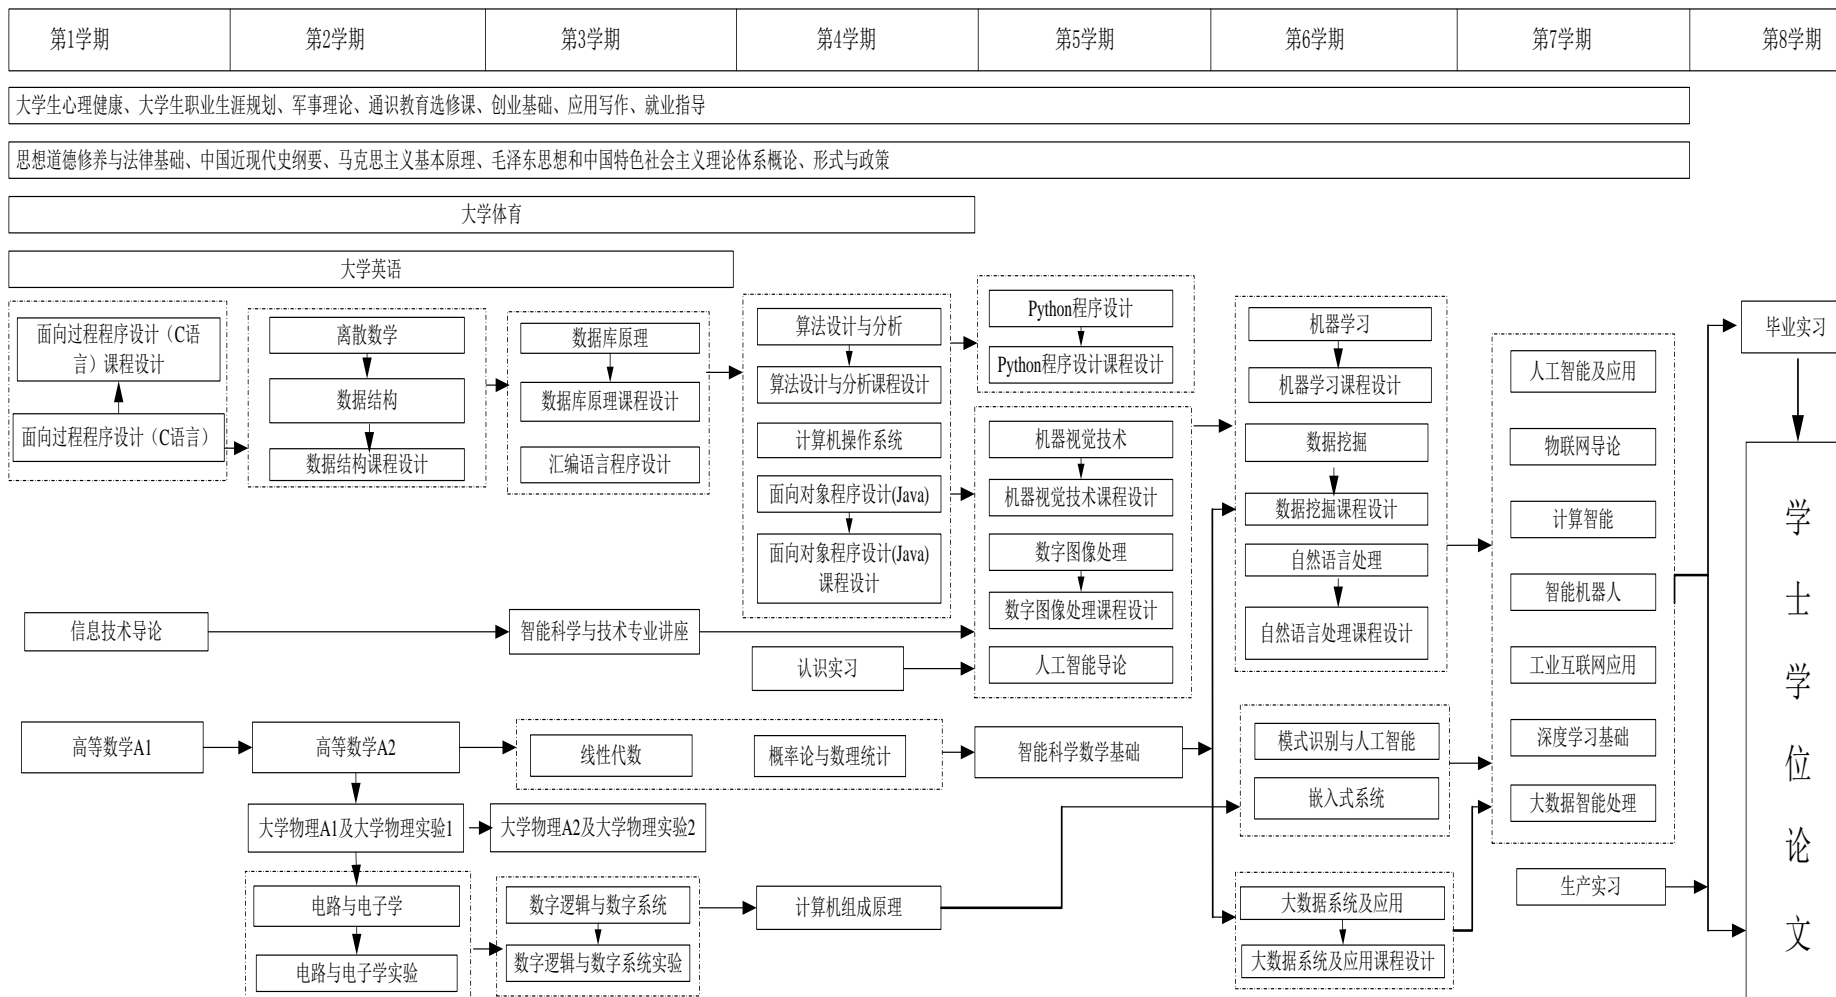 第1学期
第2学期
第3学期
第4学期
第5学期
第6学期
第7学期
第8学期
大学生心理健康、大学生职业生涯规划、军事理论、通识教育选修课、创业基础、应用写作、就业指导
思想道德修养与法律基础、中国近现代史纲要、马克思主义基本原理、毛泽东思想和中国特色社会主义理论体系概论、形式与政策
大学体育
大学英语
面向过程程序设计（C语
言）课程设计
面向过程程序设计（C语言）
离散数学
数据结构
数据结构课程设计
数据库原理
数据库原理课程设计
汇编语言程序设计
算法设计与分析
算法设计与分析课程设计
计算机操作系统
面向对象程序设计(Java)
面向对象程序设计(Java)
课程设计
Python程序设计
Python程序设计课程设计
机器视觉技术
机器视觉技术课程设计
数字图像处理
数字图像处理课程设计
人工智能导论
机器学习
机器学习课程设计
数据挖掘
数据挖掘课程设计
自然语言处理
自然语言处理课程设计
人工智能及应用
物联网导论
计算智能
智能机器人
工业互联网应用
深度学习基础
大数据智能处理
毕业实习
学
士
学
位
论
文
信息技术导论
智能科学与技术专业讲座
认识实习
高等数学A1
高等数学A2
线性代数
概率论与数理统计
智能科学数学基础
模式识别与人工智能
嵌入式系统
大学物理A1及大学物理实验1
大学物理A2及大学物理实验2
电路与电子学
电路与电子学实验
数字逻辑与数字系统
数字逻辑与数字系统实验
计算机组成原理
大数据系统及应用
大数据系统及应用课程设计
生产实习